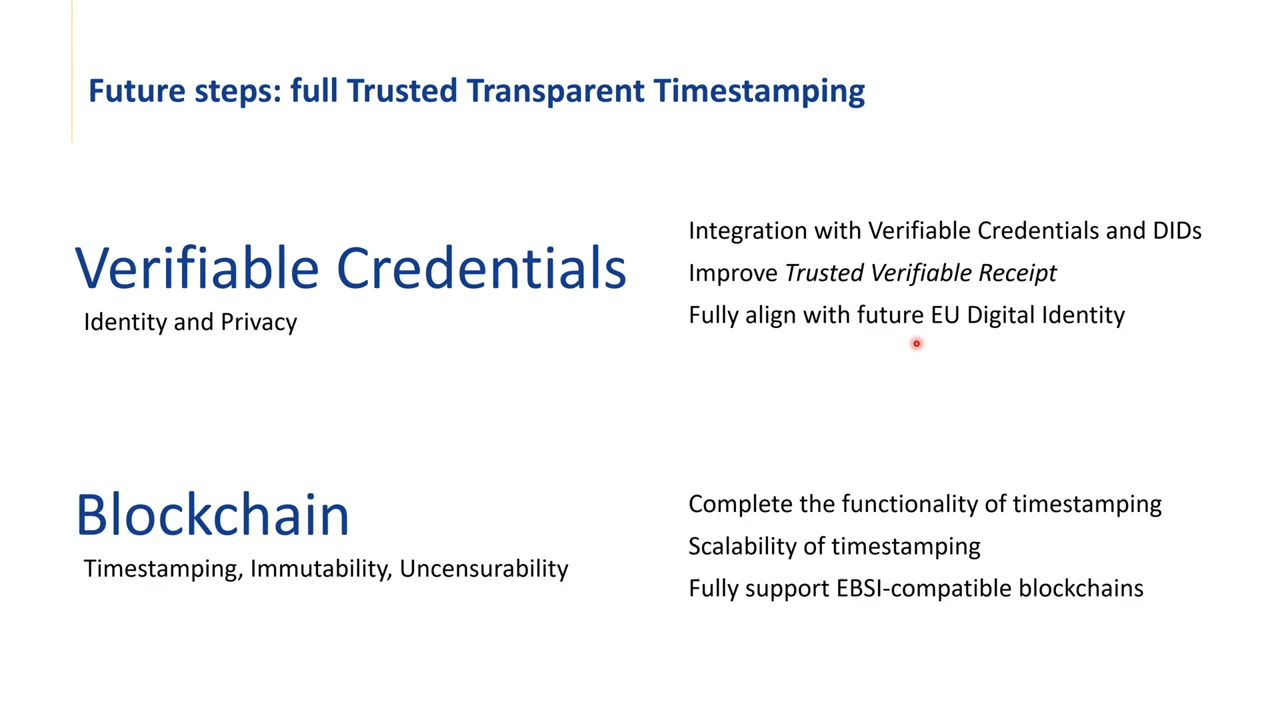 Future steps: full Trusted Transparent Timestamping
Verifiable Credentials
Identity and Privacy
Integration with Verifiable Credentials and DIDs
Improve Trusted Verifiable Receipt
Fully align with future EU Digital Identity
Blockchain
Timestamping, Immutability, Uncensurability
Complete the functionality of timestamping
Scalability of timestamping
Fully support EBSI-compatible blockchains